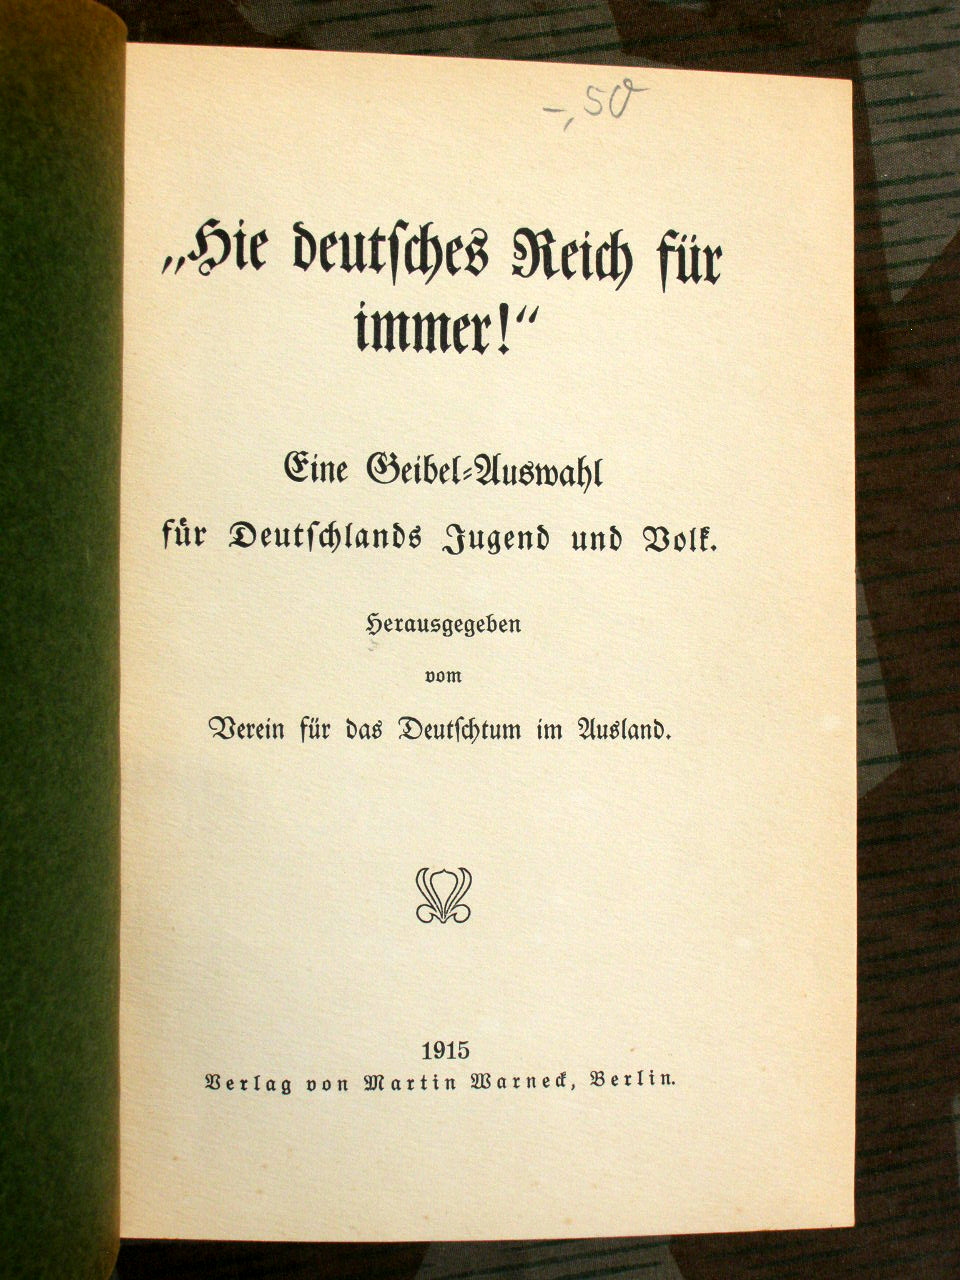 -,50
„Hie deutsches Reich für
immer!“
Eine Geibel-Auswahl
für Deutschlands Jugend und Volk.
Herausgegeben
vom
Verein für das Deutschtum im Ausland.
1915
Verlag von Martin Warneck, Berlin.